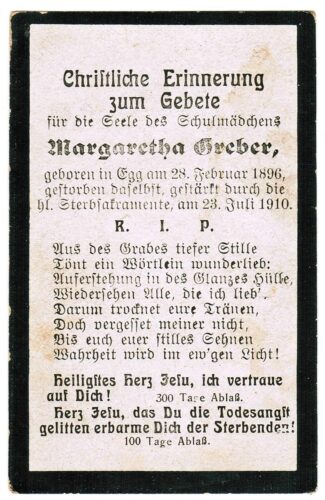 Christliche Erinnerung
zum Gebete
für die Seele des Schulmädchens
Margaretha Greber,
geboren in Egg am 28. Februar 1896,
gestorben daselbst, gestärkt durch die
hl. Sterbsakramente, am 23. Juli 1910.
R. I. P.
Aus des Grabes tiefer Stille
Tönt ein Wörtlein wunderlieb:
Auferstehung in des Glanzes Hülle,
Wiedersehen Alle, die ich lieb'.
Darum trocknet eure Tränen,
Doch vergesset meiner nicht,
Bis euch euer stilles Sehnen
Wahrheit wird im ew'gen Licht!
Heiligstes Herz Jesu, ich vertraue
auf Dich! 300 Tage Ablaß.
Herz Jesu, das Du die Todesangst
gelitten erbarme Dich der Sterbenden!
100 Tage Ablaß.